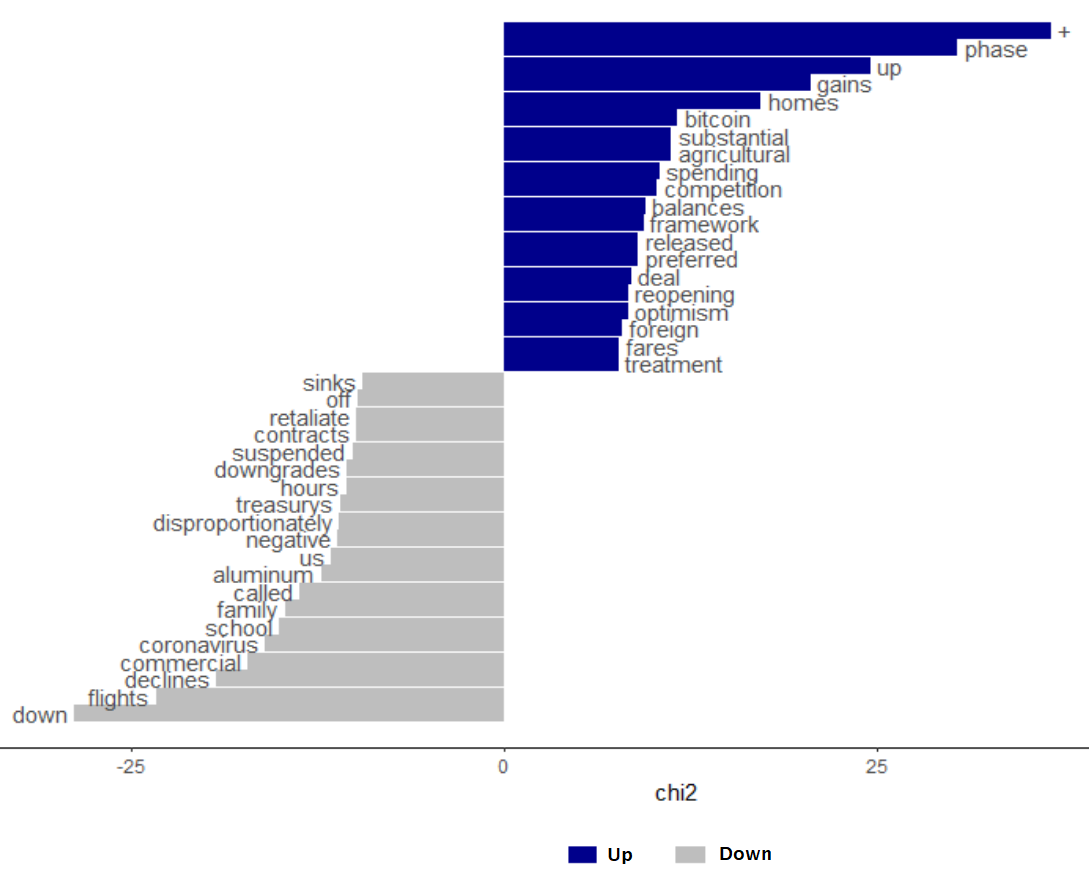 +
phase
up
gains
homes
bitcoin
substantial
agricultural
spending
competition
balances
framework
released
preferred
deal
reopening
optimism
foreign
fares
treatment
sinks
off
retaliate
contracts
suspended
downgrades
hours
treasurys
disproportionately
negative
us
aluminum
called
family
school
coronavirus
commercial
declines
flights
down
-25 0 25
chi2
Up Down